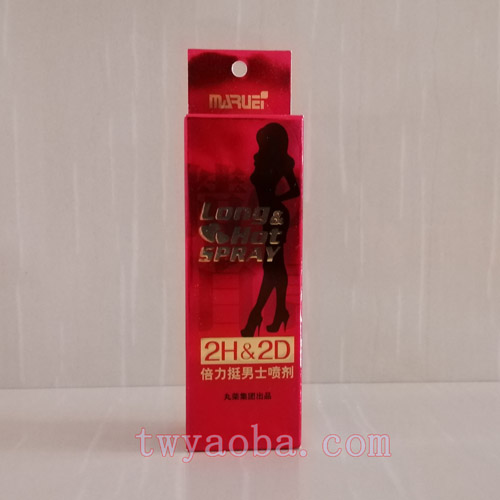 MARUEI
Long &
Hot
SPRAY
2H & 2D
倍力挺男士喷剂
丸荣集团出品
twyaoba.com